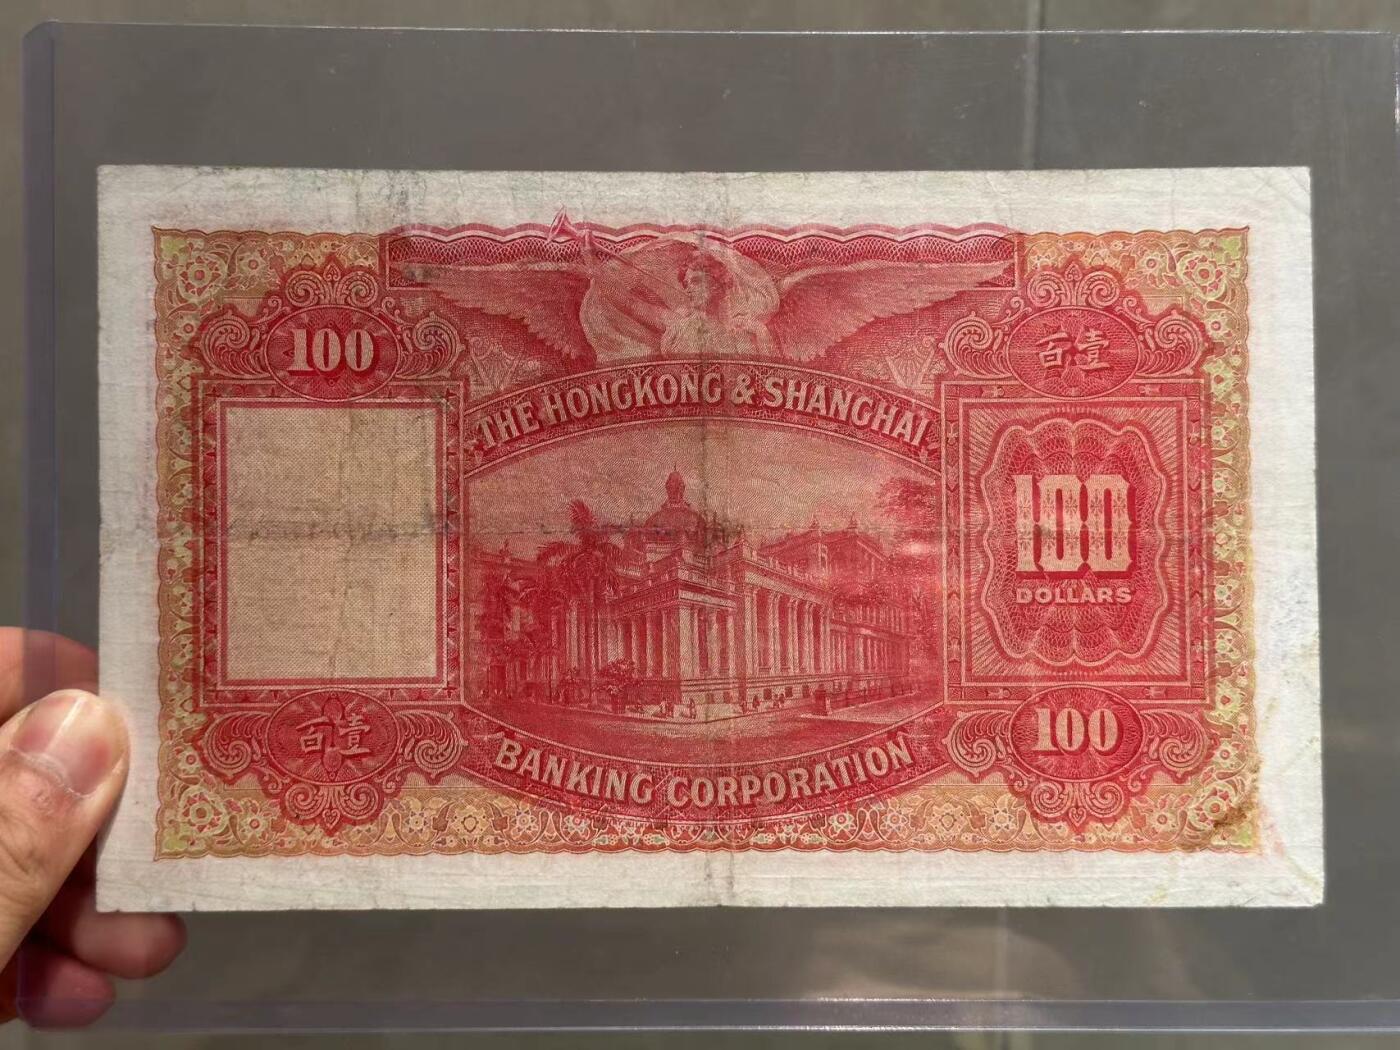 100
百壹
THE HONGKONG & SHANGHAI
100
DOLLARS
百壹
BANKING CORPORATION
100